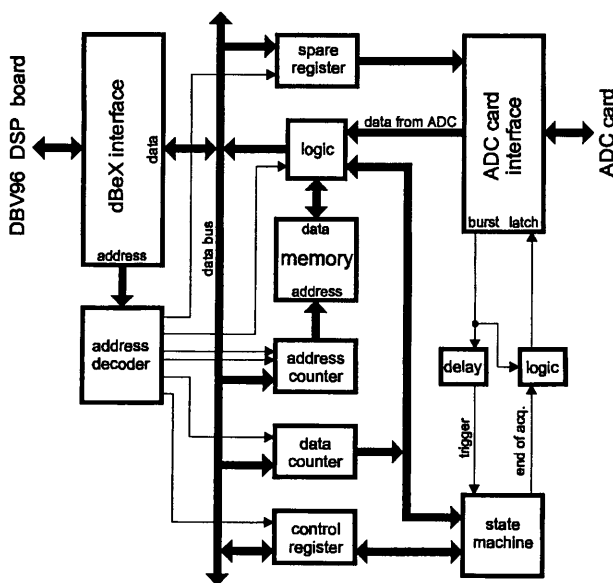 DBV96 DSP board
dBeX interface
data
address
address
decoder
data bus
spare
register
logic
data from ADC
data
memory
address
address
counter
data
counter
control
register
ADC card
interface
burst latch
ADC card
delay
logic
trigger
end of acq.
state
machine